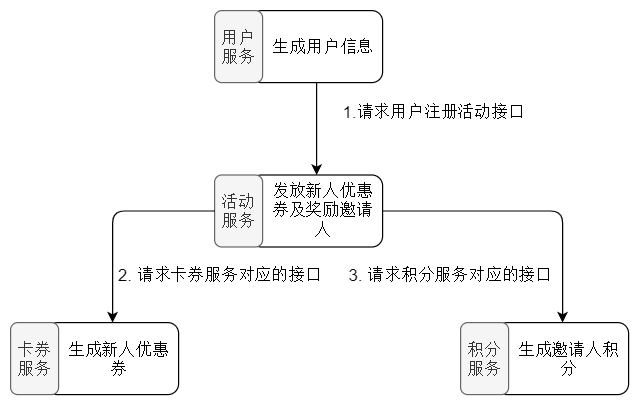 用户
服务
生成用户信息
1.请求用户注册活动接口
活动
服务
发放新人优惠
券及奖励邀请
人
2. 请求卡券服务对应的接口
3. 请求积分服务对应的接口
卡券
服务
生成新人优惠
券
积分
服务
生成邀请人积
分